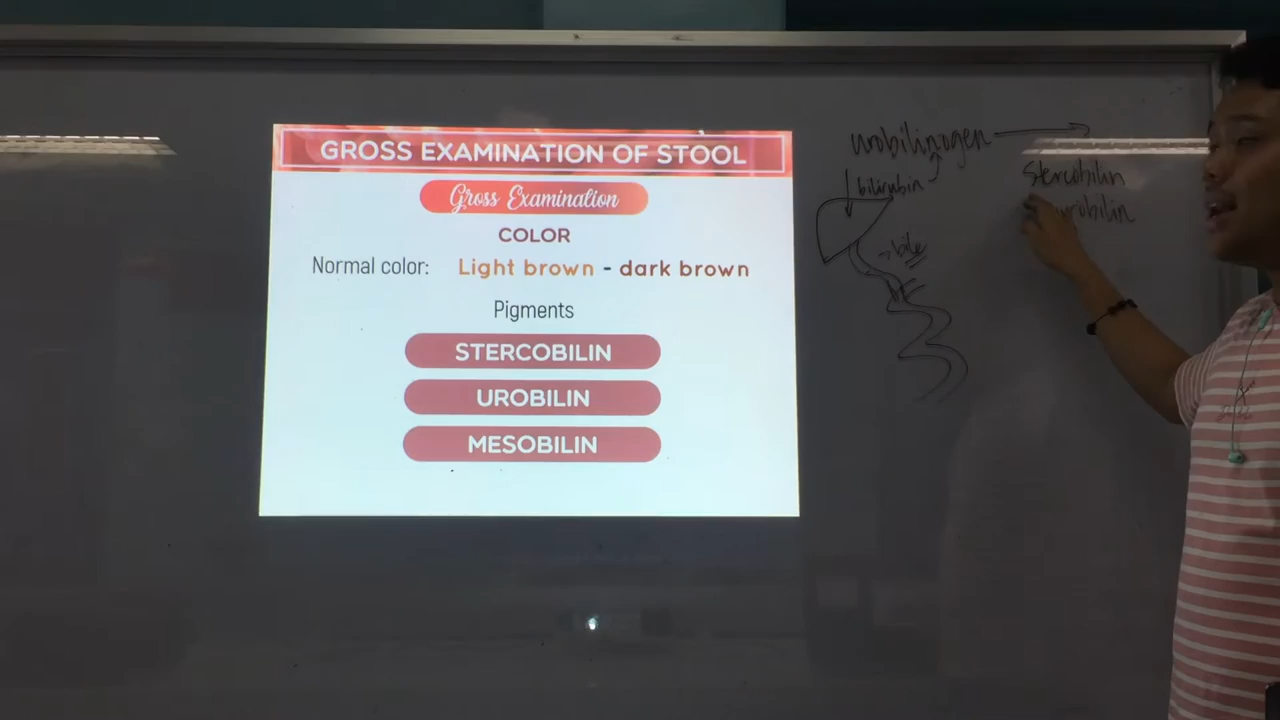 GROSS EXAMINATION OF STOOL
Gross Examination
COLOR
Normal color: Light brown - dark brown
Pigments
STERCOBILIN
UROBILIN
MESOBILIN
urobilinogen
bilirubin
bile
Stercobilin
urobilin